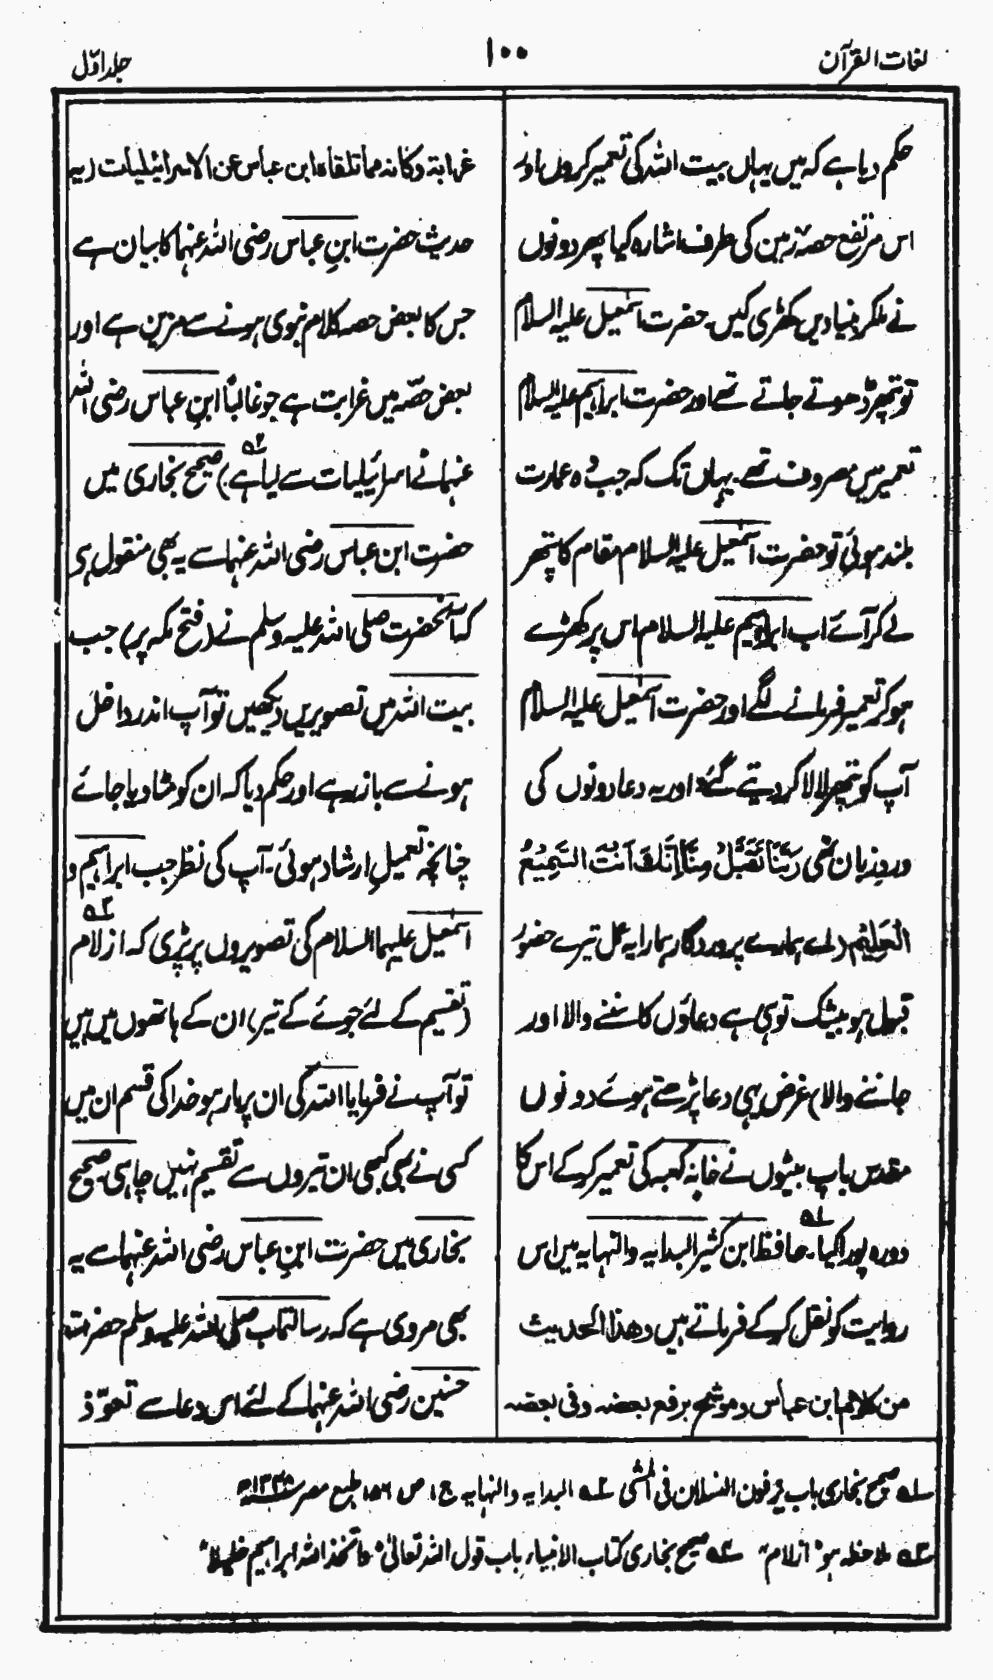 لغات القرآن
۱۰۰
جلد اوّل
حکم دیا ہے کہ میں یہاں بیت اللہ کی تعمیر کروں اور
اس مرتفع حصہ زمین کی طرف اشارہ کیا پھر دونوں
نے ملکر بنیادیں کھڑی کیں۔ حضرت اسمٰعیل علیہ السلام
تو پتھر ڈھوتے جاتے تھے اور حضرت ابراہیم علیہ السلام
تعمیر میں مصروف تھے۔ یہاں تک کہ جب وہ عمارت
بلند ہوئی تو حضرت اسمٰعیل علیہ السلام مقام کا پتھر
لے کر آئے اب ابراہیم علیہ السلام اس پر کھڑے
ہو کر تعمیر فرمانے لگے اور حضرت اسمٰعیل علیہ السلام
آپ کو پتھر لا لا کر دیتے گئے اور یہ دعا دونوں کی
ورد زبان تھی رَبَّنَا تَقَبَّلْ مِنَّا إِنَّكَ أَنْتَ السَّمِيْعُ
الْعَلِيْمُ (اے ہمارے پروردگار ہمارا یہ عمل تیرے حضور
قبول ہو بیشک تو ہی ہے دعاؤں کا سننے والا اور
جاننے والا) غرض یہی دعا پڑھتے ہوئے دونوں
مقدس باپ بیٹوں نے خانہ کعبہ کی تعمیر کر کے اس کا
دورہ پورا کیا۔ ۱؎ حافظ ابن کثیر البدایہ والنہایہ میں اس
روایت کو نقل کر کے فرماتے ہیں وهذا الحديث
من كلام ابن عباس وموشح برفع بعضه وفى بعضه
غرابة وكانه مما تلقاه ابن عباس عن الاسرائيليات (یہ
حدیث حضرت ابنِ عباس رضی اللہ عنہما کا بیان ہے
جس کا بعض حصہ کلام نبوی ہونے سے مزین ہے اور
بعض حصّہ میں غرابت ہے جو غالبًا ابنِ عباس رضی اللہ
عنہما نے اسرائیلیات سے لیا ہے) ۲؎ صحیح بخاری میں
حضرت ابن عباس رضی اللہ عنہما سے یہ بھی منقول ہے
کہ آنحضرت صلی اللہ علیہ وسلم نے (فتح مکہ پر) جب
بیت اللہ میں تصویریں دیکھیں تو آپ اندر داخل
ہونے سے باز رہے اور حکم دیا کہ ان کو مٹا دیا جائے
چنانچہ تعمیلِ ارشاد ہوئی۔ آپ کی نظر جب ابراہیم و
اسمٰعیل علیہما السلام کی تصویروں پر پڑی کہ ازلام ۳؎
(تقسیم کے لئے جوئے کے تیر) ان کے ہاتھوں میں ہیں
تو آپ نے فرمایا اللہ کی ان پر مار ہو خدا کی قسم ان میں
کسی نے بھی کبھی ان تیروں سے تقسیم نہیں چاہی۔ صحیح
بخاری میں حضرت ابنِ عباس رضی اللہ عنہما سے یہ
بھی مروی ہے کہ رسالتمآب صلی اللہ علیہ وسلم حضرت
حسنین رضی اللہ عنہما کے لئے اس دعا سے تعوّذ
۱؎ صحیح بخاری باب یزفون النسلان فی المشی ۲؎ البدایہ والنہایہ ج ۱ ص ۱۵۶ طبع مصر
۳؎ ملاحظہ ہو "ازلام" ۴؎ صحیح بخاری کتاب الانبیاء باب قول اللہ تعالیٰ "واتخذ اللہ ابراہیم خلیلا"